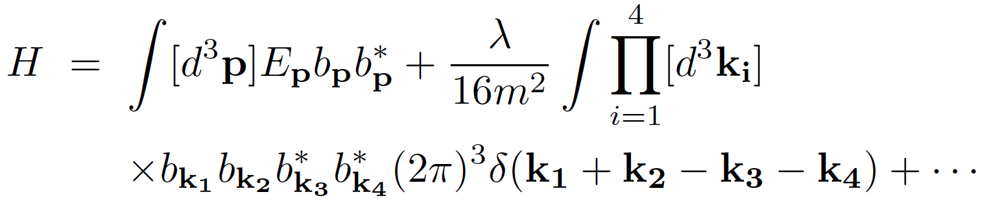 H = ∫[d³𝐩]E_𝐩 b_𝐩 b*_𝐩 + λ/(16m²) ∫ ∏_{i=1}^{4} [d³𝐤_𝐢]
×b_{𝐤₁} b_{𝐤₂} b*_{𝐤₃} b*_{𝐤₄} (2π)³δ(𝐤₁ + 𝐤₂ − 𝐤₃ − 𝐤₄) + ⋯